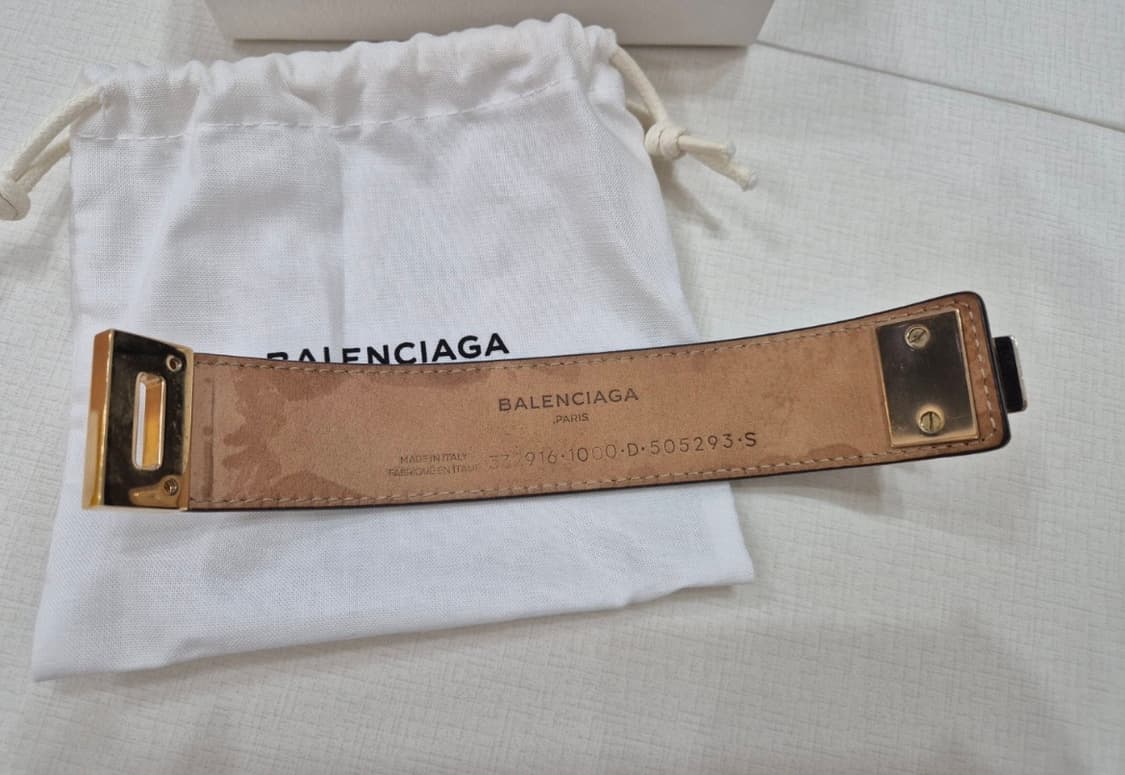 BALENCIAGA
BALENCIAGA
PARIS
MADE IN ITALY
FABRIQUÉ EN ITALIE
916·1000·D·505293·S